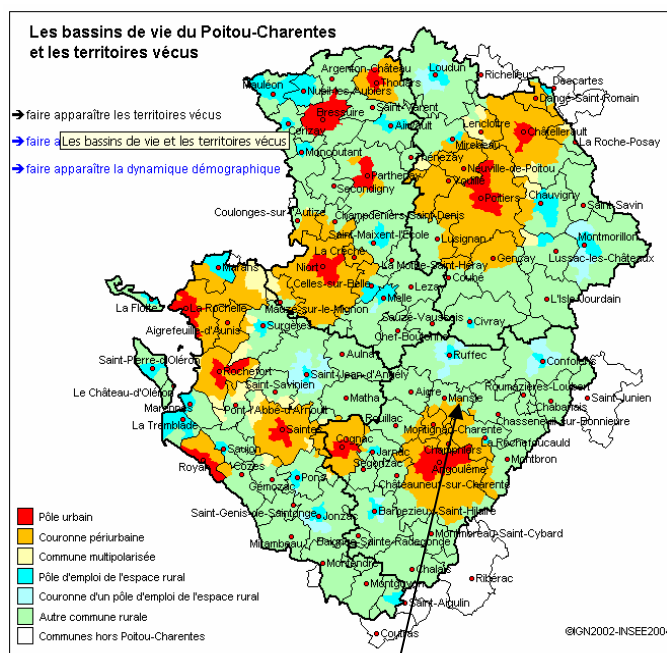 Les bassins de vie du Poitou-Charentes
et les territoires vécus
faire apparaître les territoires vécus
faire a
Les bassins de vie et les territoires vécus
faire apparaître la dynamique démographique
Argenton-Château
Thouars
Loudun
Richelieu
Descartes
Mauléon
Nueil-les-Aubiers
Dangé-Saint-Romain
Saint-Varent
Bressuire
Cerizay
Airvault
Lencloître
Châtellerault
Mirebeau
La Roche-Posay
Moncoutant
Thénezay
Neuville-de-Poitou
Parthenay
Vouillé
Secondigny
Poitiers
Chauvigny
Saint-Savin
Coulonges-sur-l'Autize
Champdeniers-Saint-Denis
Saint-Maixent-l'Ecole
Lusignan
Montmorillon
La Crèche
Gençay
Lussac-les-Châteaux
Marans
Niort
La Mothe-Saint-Héray
Celles-sur-Belle
Couhé
Melle
Lezay
La Flotte
La Rochelle
Mauzé-sur-le-Mignon
L'Isle-Jourdain
Sauzé-Vaussais
Aigrefeuille-d'Aunis
Surgères
Civray
Chef-Boutonne
Aulnay
Ruffec
Confolens
Saint-Pierre-d'Oléron
Rochefort
Saint-Jean-d'Angely
Saint-Savinien
Le Château-d'Oléron
Aigre
Mansle
Roumazières-Loubert
Saint-Junien
Matha
Chabanais
Marennes
Pont-l'Abbé-d'Arnoult
Rouillac
Chasseneuil-sur-Bonnieure
La Tremblade
Saintes
Montignac-Charente
La Rochefoucauld
Saujon
Cognac
Jarnac
Champniers
Montbron
Royan
Cozes
Segonzac
Angoulême
Gémozac
Pons
Châteauneuf-sur-Charente
Saint-Genis-de-Saintonge
Jonzac
Barbezieux-Saint-Hilaire
Mirambeau
Baignes-Sainte-Radegonde
Montmoreau-Saint-Cybard
Montendre
Chalais
Montguyon
Ribérac
Saint-Aigulin
Coutras
Pôle urbain
Couronne périurbaine
Commune multipolarisée
Pôle d'emploi de l'espace rural
Couronne d'un pôle d'emploi de l'espace rural
Autre commune rurale
Communes hors Poitou-Charentes
©IGN2002-INSEE2004